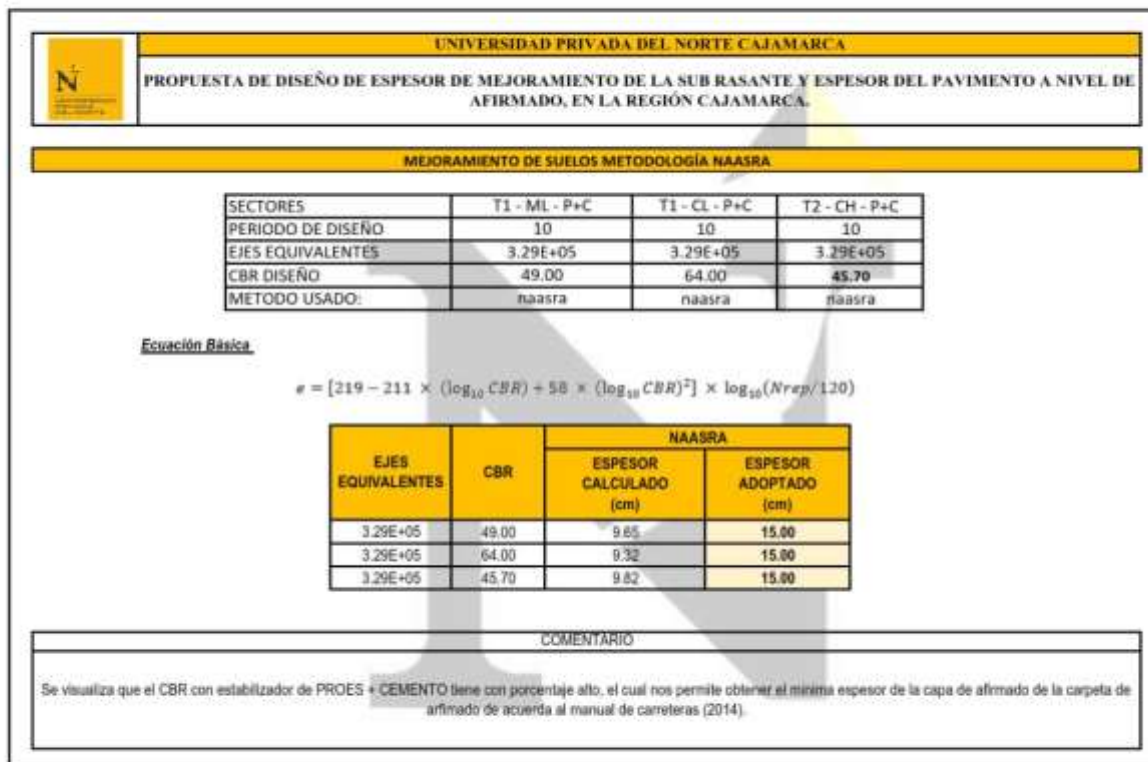 UNIVERSIDAD PRIVADA DEL NORTE CAJAMARCA
PROPUESTA DE DISEÑO DE ESPESOR DE MEJORAMIENTO DE LA SUB RASANTE Y ESPESOR DEL PAVIMENTO A NIVEL DE
AFIRMADO, EN LA REGIÓN CAJAMARCA.
MEJORAMIENTO DE SUELOS METODOLOGÍA NAASRA
SECTORES T1 - ML - P+C T1 - CL - P+C T2 - CH - P+C
PERIODO DE DISEÑO 10 10 10
EJES EQUIVALENTES 3.29E+05 3.29E+05 3.29E+05
CBR DISEÑO 49.00 64.00 45.70
METODO USADO: naasra naasra naasra
Ecuación Básica
e = [219 − 211 × (log₁₀ CBR) + 58 × (log₁₀ CBR)²] × log₁₀(Nrep/120)
EJES EQUIVALENTES CBR NAASRA
ESPESOR CALCULADO (cm) ESPESOR ADOPTADO (cm)
3.29E+05 49.00 9.65 15.00
3.29E+05 64.00 9.32 15.00
3.29E+05 45.70 9.82 15.00
COMENTARIO
Se visualiza que el CBR con estabilizador de PROES + CEMENTO tiene con porcentaje alto, el cual nos permite obtener el minima espesor de la capa de afirmado de la carpeta de
arfimado de acuerda al manual de carreteras (2014).